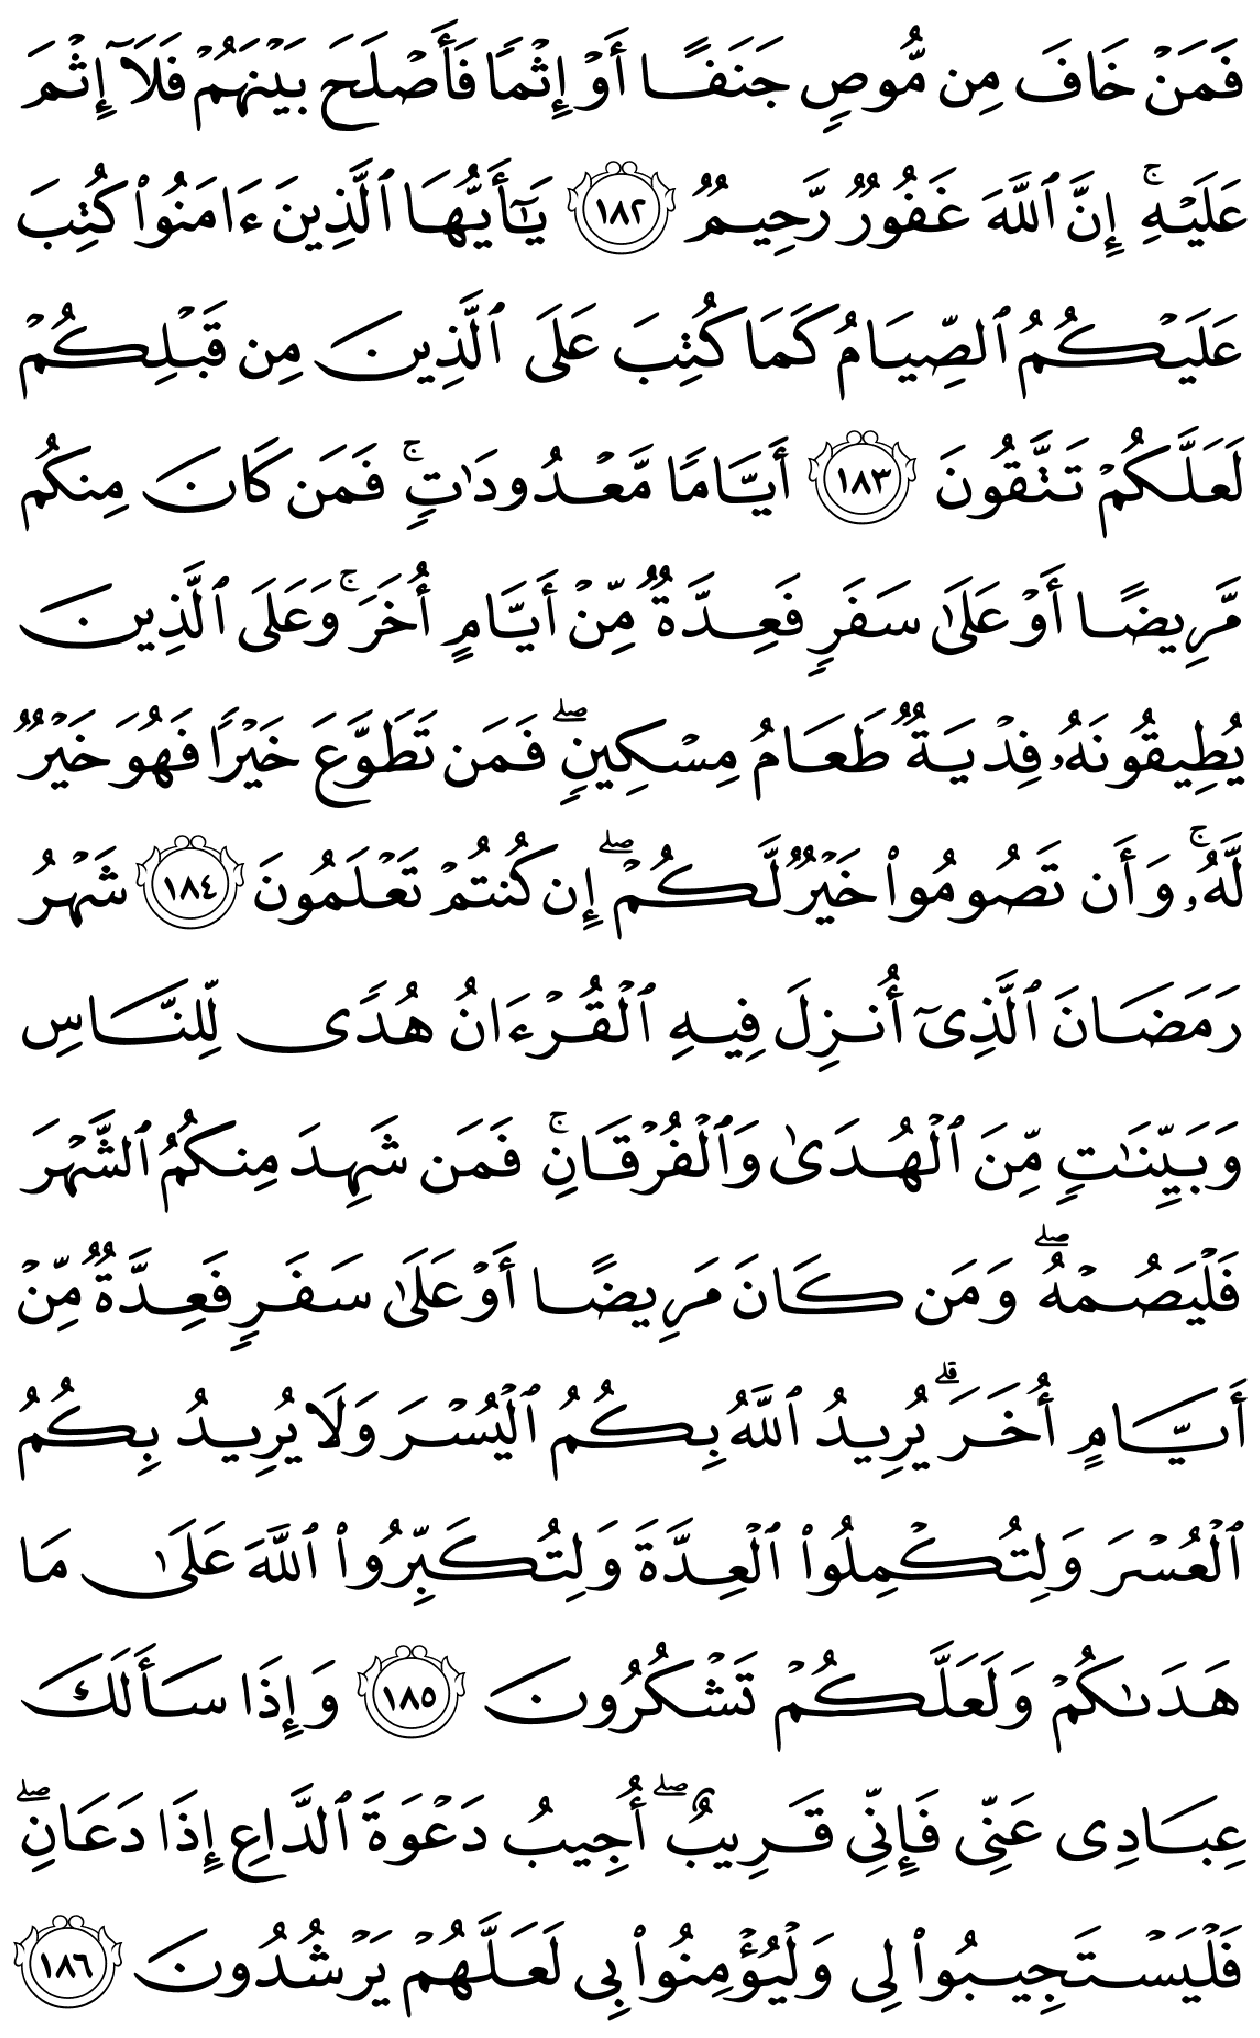 فَمَنْ خَافَ مِن مُّوصٍ جَنَفًا أَوْ إِثْمًا فَأَصْلَحَ بَيْنَهُمْ فَلَآ إِثْمَ
عَلَيْهِ ۚ إِنَّ ٱللَّهَ غَفُورٌ رَّحِيمٌ ١٨٢ يَٰٓأَيُّهَا ٱلَّذِينَ ءَامَنُوا۟ كُتِبَ
عَلَيْكُمُ ٱلصِّيَامُ كَمَا كُتِبَ عَلَى ٱلَّذِينَ مِن قَبْلِكُمْ
لَعَلَّكُمْ تَتَّقُونَ ١٨٣ أَيَّامًا مَّعْدُودَٰتٍ ۚ فَمَن كَانَ مِنكُم
مَّرِيضًا أَوْ عَلَىٰ سَفَرٍ فَعِدَّةٌ مِّنْ أَيَّامٍ أُخَرَ ۚ وَعَلَى ٱلَّذِينَ
يُطِيقُونَهُۥ فِدْيَةٌ طَعَامُ مِسْكِينٍ ۖ فَمَن تَطَوَّعَ خَيْرًا فَهُوَ خَيْرٌ
لَّهُۥ ۚ وَأَن تَصُومُوا۟ خَيْرٌ لَّكُمْ ۖ إِن كُنتُمْ تَعْلَمُونَ ١٨٤ شَهْرُ
رَمَضَانَ ٱلَّذِىٓ أُنزِلَ فِيهِ ٱلْقُرْءَانُ هُدًى لِّلنَّاسِ
وَبَيِّنَٰتٍ مِّنَ ٱلْهُدَىٰ وَٱلْفُرْقَانِ ۚ فَمَن شَهِدَ مِنكُمُ ٱلشَّهْرَ
فَلْيَصُمْهُ ۖ وَمَن كَانَ مَرِيضًا أَوْ عَلَىٰ سَفَرٍ فَعِدَّةٌ مِّنْ
أَيَّامٍ أُخَرَ ۗ يُرِيدُ ٱللَّهُ بِكُمُ ٱلْيُسْرَ وَلَا يُرِيدُ بِكُمُ
ٱلْعُسْرَ وَلِتُكْمِلُوا۟ ٱلْعِدَّةَ وَلِتُكَبِّرُوا۟ ٱللَّهَ عَلَىٰ مَا
هَدَىٰكُمْ وَلَعَلَّكُمْ تَشْكُرُونَ ١٨٥ وَإِذَا سَأَلَكَ
عِبَادِى عَنِّى فَإِنِّى قَرِيبٌ ۖ أُجِيبُ دَعْوَةَ ٱلدَّاعِ إِذَا دَعَانِ ۖ
فَلْيَسْتَجِيبُوا۟ لِى وَلْيُؤْمِنُوا۟ بِى لَعَلَّهُمْ يَرْشُدُونَ ١٨٦